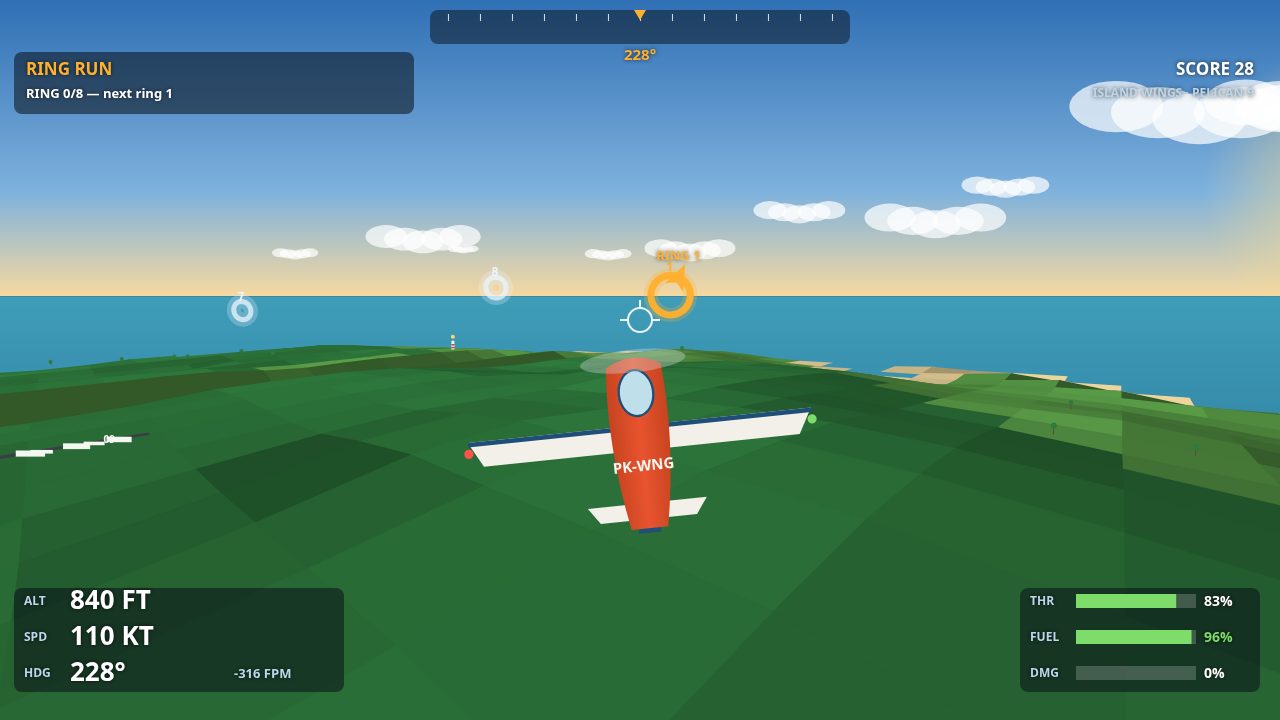 228°
RING RUN
RING 0/8 — next ring 1
SCORE 28
ISLAND WINGS · PELICAN 9
RING 1
8
7
09
PK-WNG
ALT 840 FT
SPD 110 KT
HDG 228° -316 FPM
THR 83%
FUEL 96%
DMG 0%